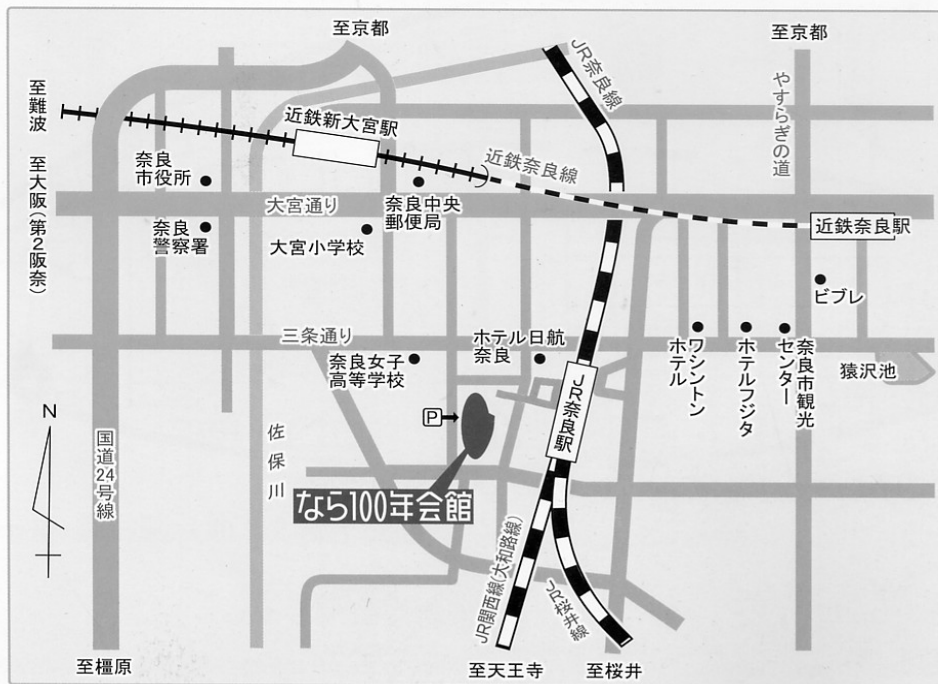 至京都
至京都
JR奈良線
やすらぎの道
至難波
至大阪(第2阪奈)
近鉄新大宮駅
近鉄奈良線
奈良
市役所
奈良中央
郵便局
大宮通り
奈良
警察署
大宮小学校
近鉄奈良駅
ビブレ
三条通り
奈良女子
高等学校
ホテル日航
奈良
ワシントン
ホテル
ホテルフジタ
奈良市観光
センター
猿沢池
JR奈良駅
P
N
国道24号線
佐保川
なら100年会館
JR関西線(大和路線)
JR桜井線
至橿原
至天王寺
至桜井